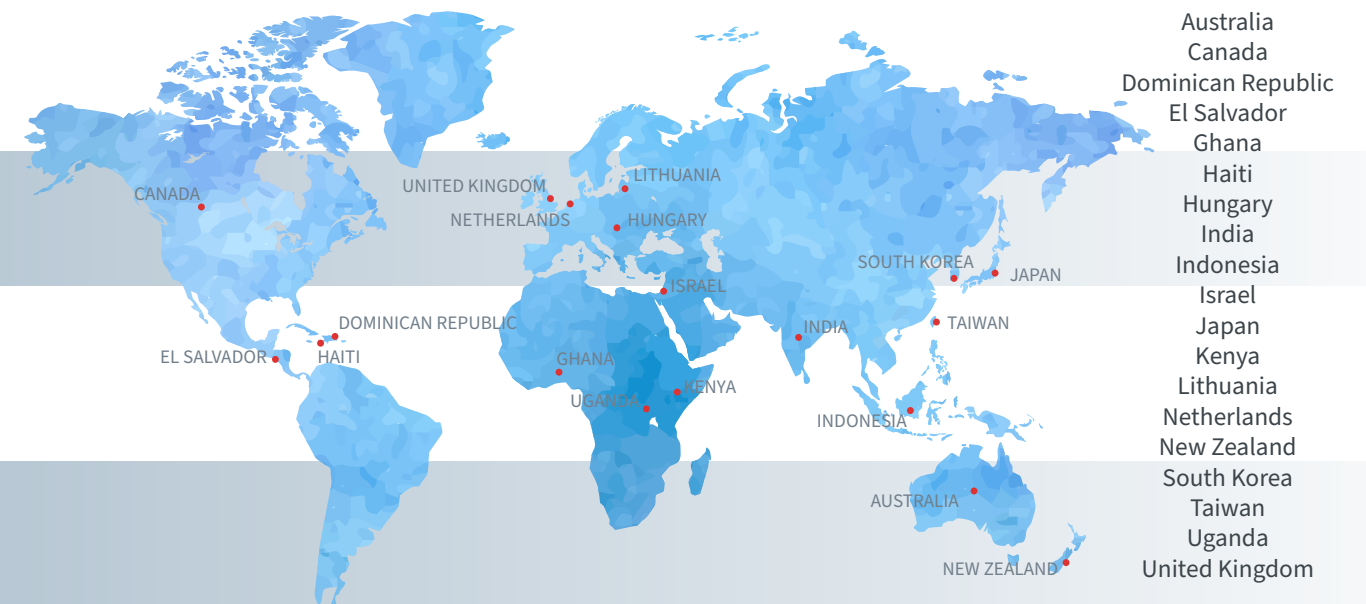 CANADA
UNITED KINGDOM
LITHUANIA
NETHERLANDS
HUNGARY
SOUTH KOREA
JAPAN
ISRAEL
DOMINICAN REPUBLIC
INDIA
TAIWAN
EL SALVADOR
HAITI
GHANA
KENYA
UGANDA
INDONESIA
AUSTRALIA
NEW ZEALAND
Australia
Canada
Dominican Republic
El Salvador
Ghana
Haiti
Hungary
India
Indonesia
Israel
Japan
Kenya
Lithuania
Netherlands
New Zealand
South Korea
Taiwan
Uganda
United Kingdom